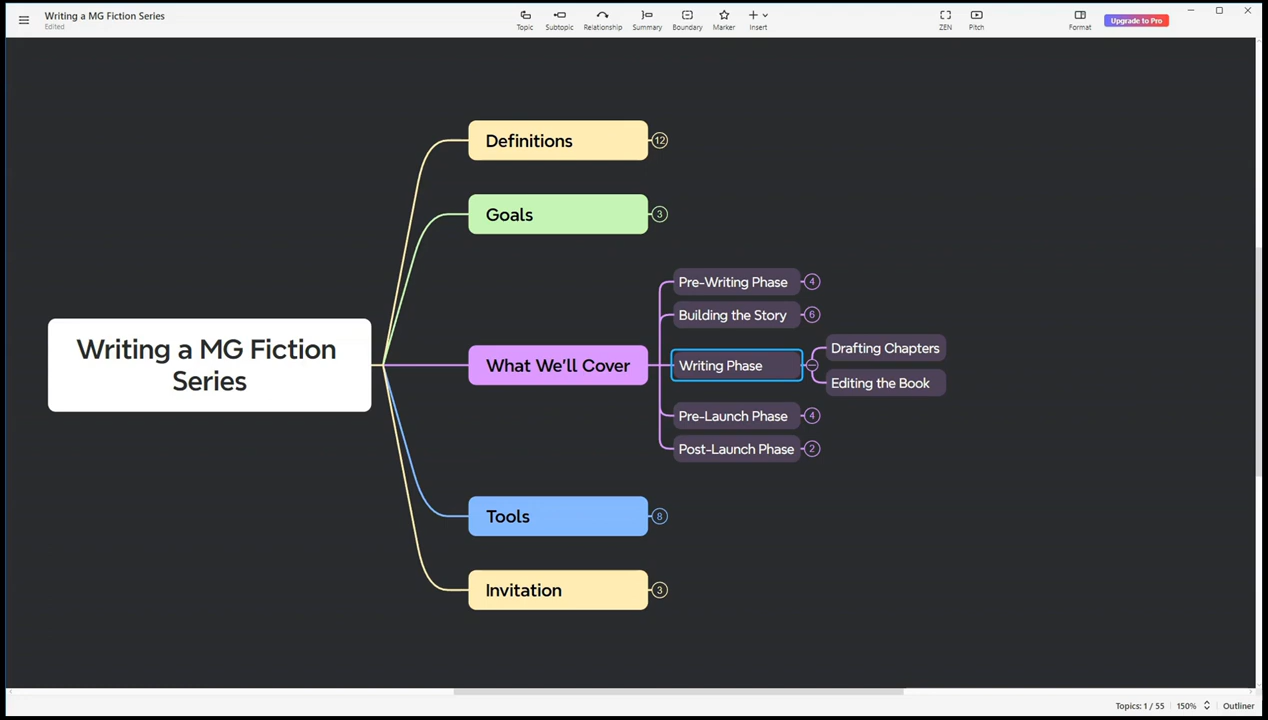 Writing a MG Fiction Series
Edited
Topic
Subtopic
Relationship
Summary
Boundary
Marker
Insert
ZEN
Pitch
Format
Upgrade to Pro
Definitions
12
Goals
3
Pre-Writing Phase
4
Building the Story
6
Drafting Chapters
Writing a MG Fiction
Series
What We'll Cover
Writing Phase
Editing the Book
Pre-Launch Phase
4
Post-Launch Phase
2
Tools
8
Invitation
3
Topics: 1 / 55
150%
Outliner